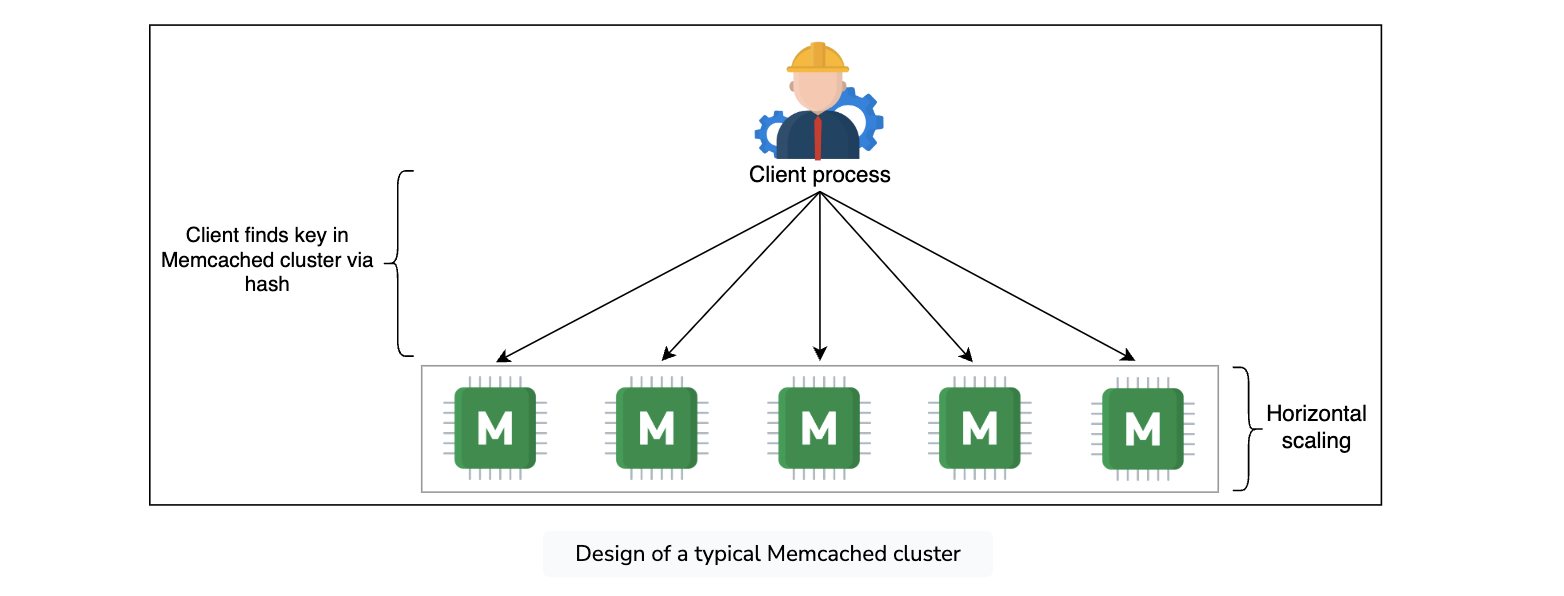 Client process
Client finds key in
Memcached cluster via
hash
M
M
M
M
M
Horizontal
scaling
Design of a typical Memcached cluster